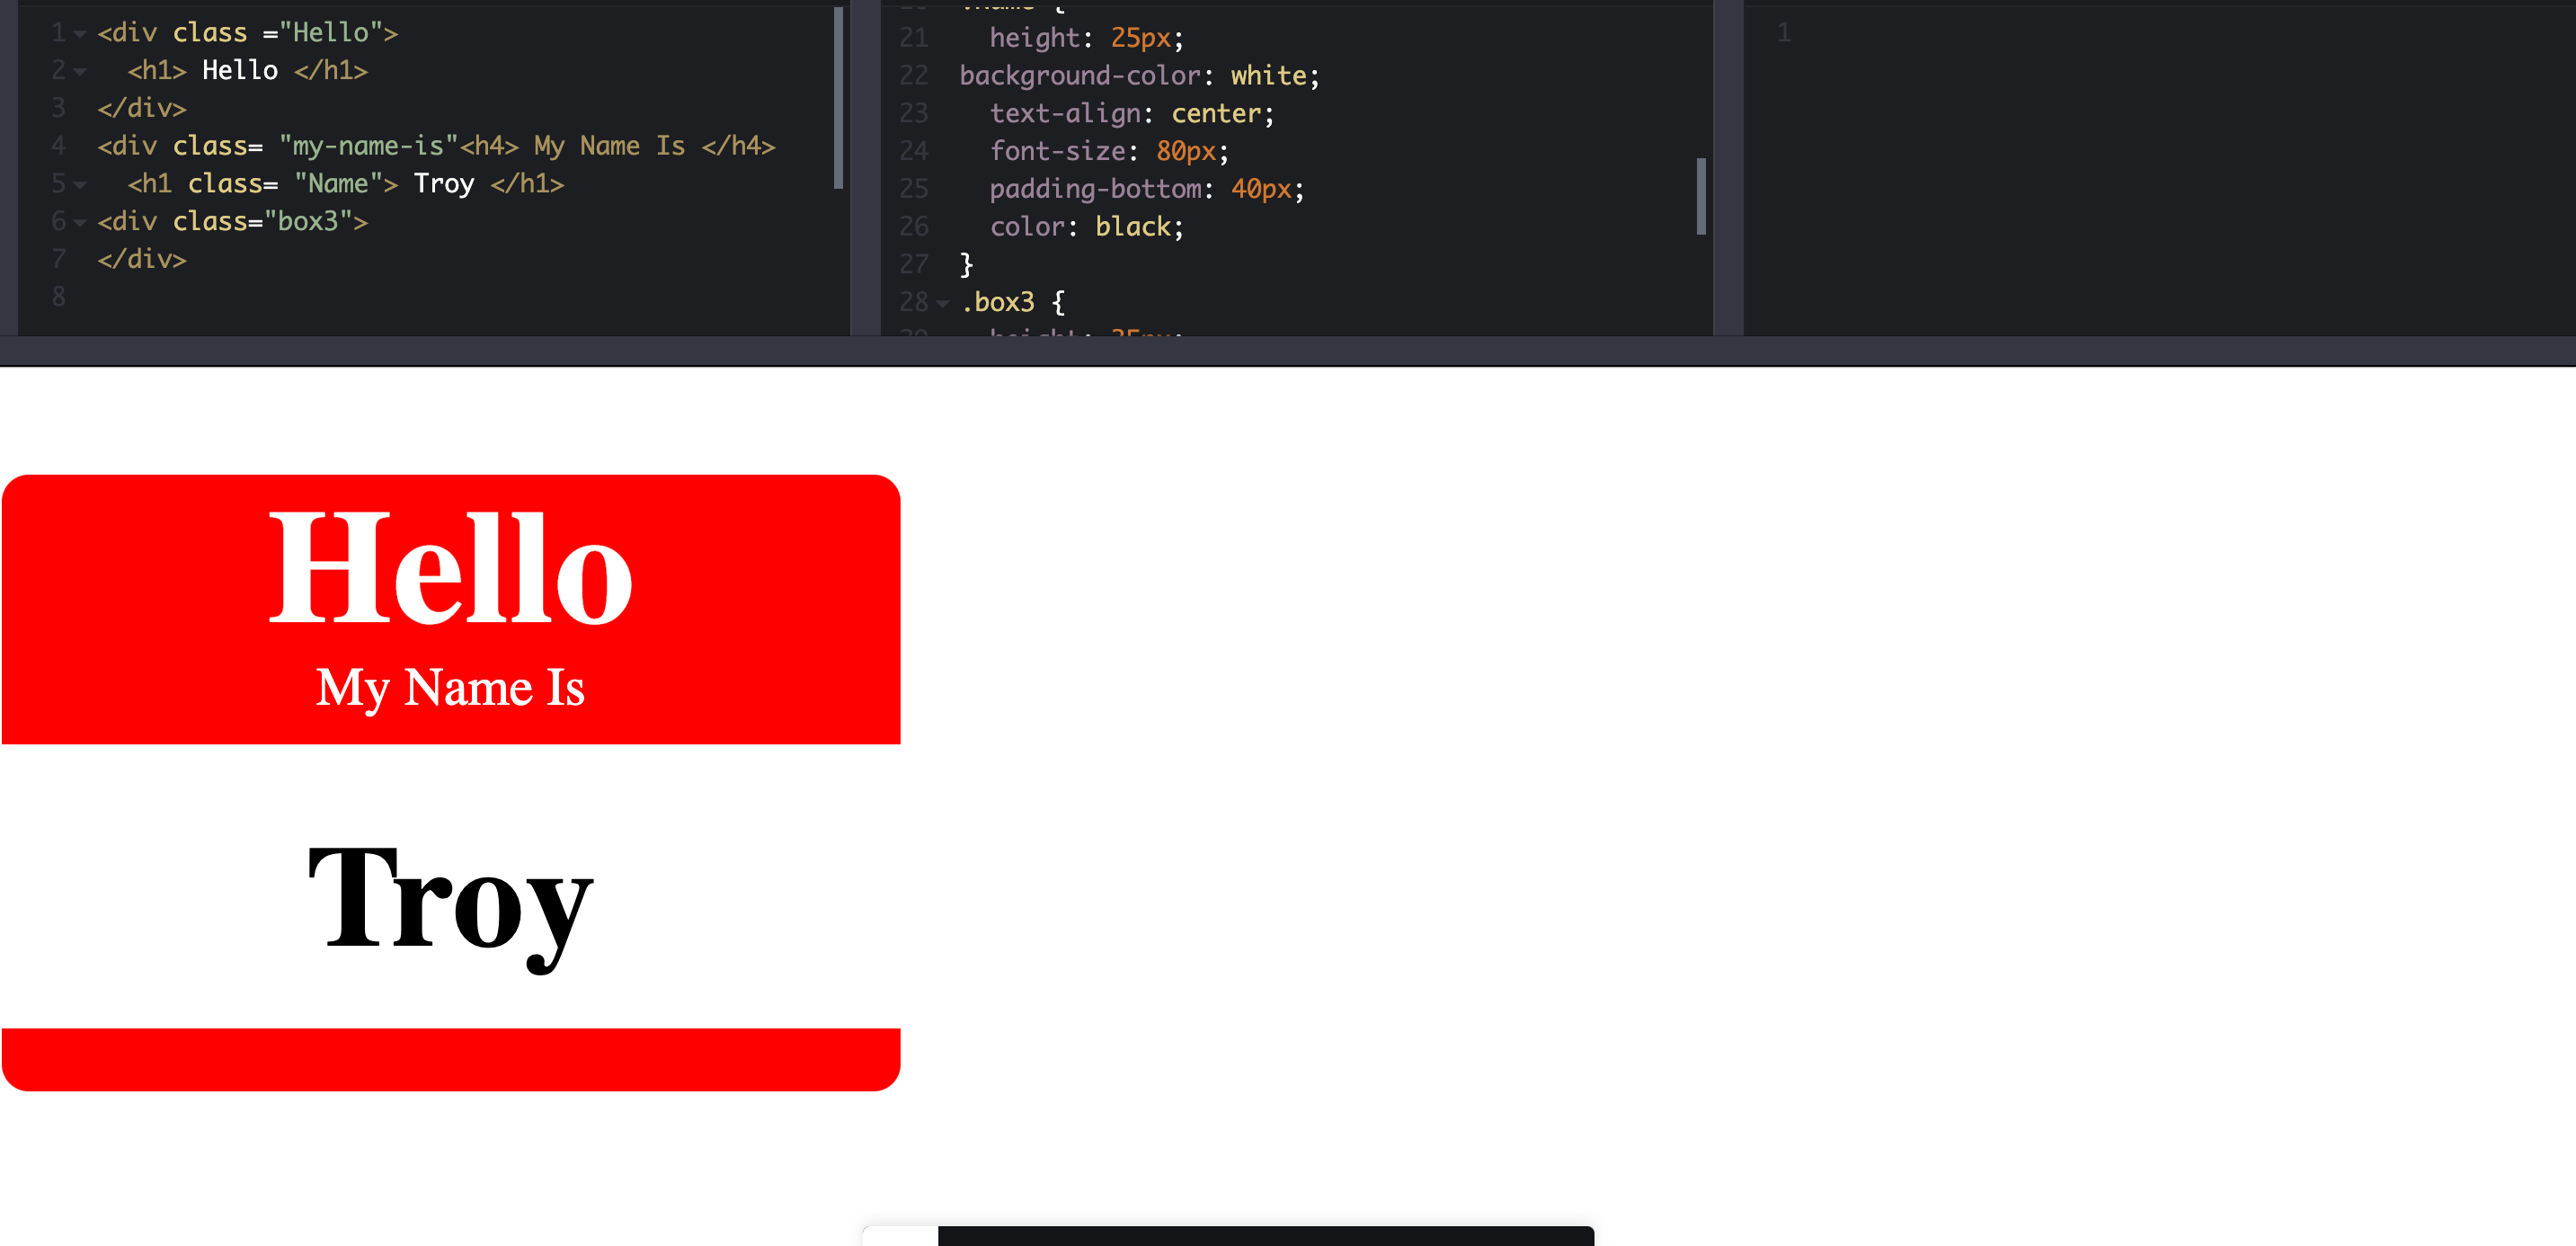 1 <div class ="Hello">
2 <h1> Hello </h1>
3 </div>
4 <div class= "my-name-is"<h4> My Name Is </h4>
5 <h1 class= "Name"> Troy </h1>
6 <div class="box3">
7 </div>
8
21 height: 25px;
22 background-color: white;
23 text-align: center;
24 font-size: 80px;
25 padding-bottom: 40px;
26 color: black;
27 }
28 .box3 {
1
Hello
My Name Is
Troy